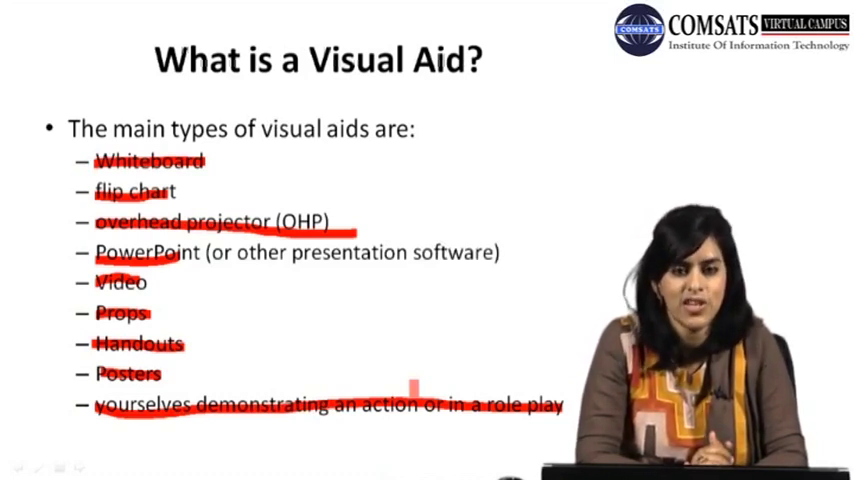 COMSATS VIRTUAL CAMPUS
Institute Of Information Technology
COMSATS
What is a Visual Aid?
• The main types of visual aids are:
– Whiteboard
– flip chart
– overhead projector (OHP)
– PowerPoint (or other presentation software)
– Video
– Props
– Handouts
– Posters
– yourselves demonstrating an action or in a role play